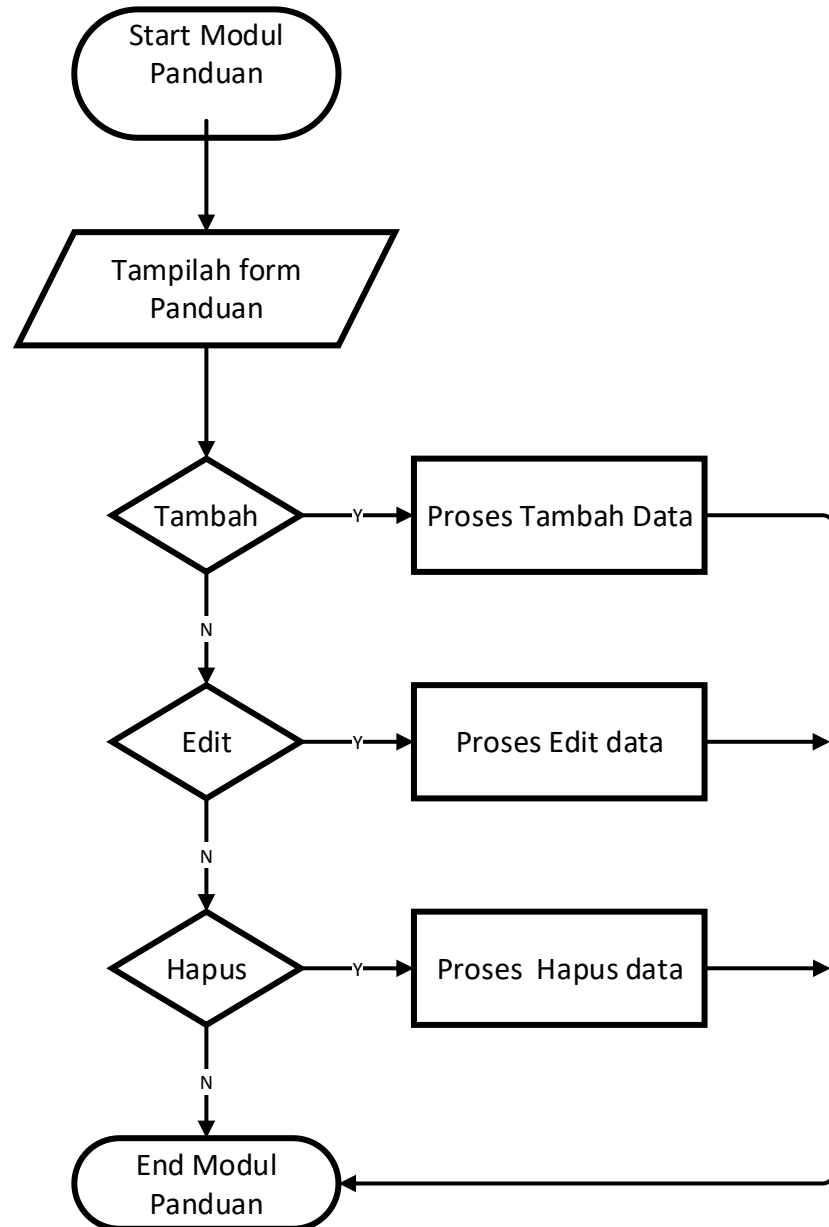 Start Modul
Panduan
Tampilah form
Panduan
Tambah
Y
Proses Tambah Data
N
Edit
Y
Proses Edit data
N
Hapus
Y
Proses  Hapus data
N
End Modul
Panduan